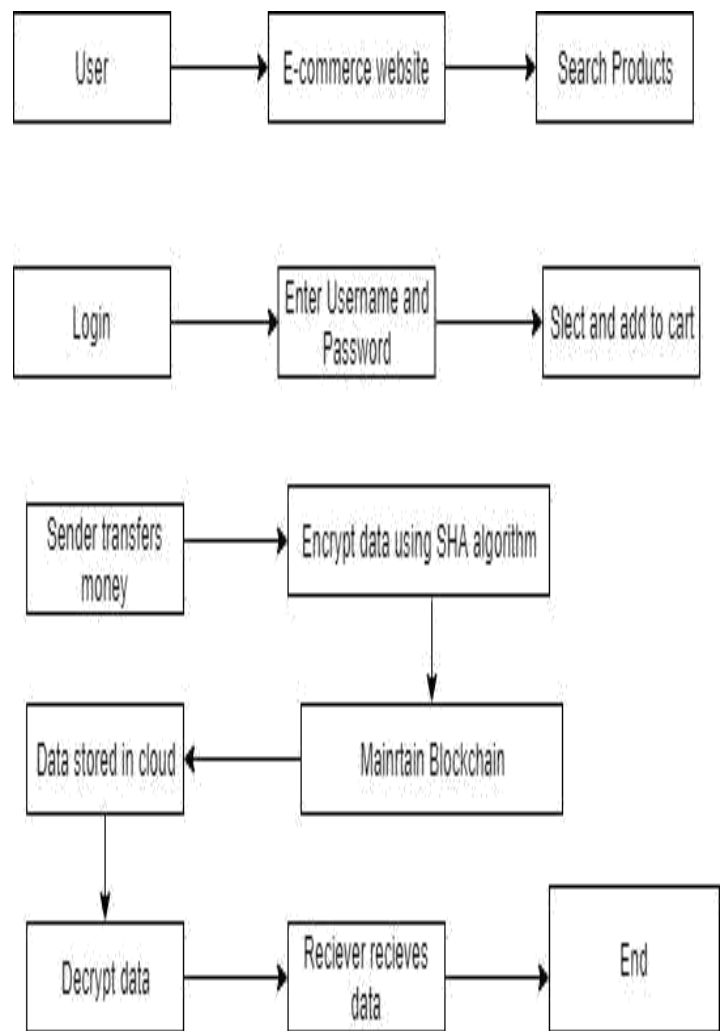 User
E-commerce website
Search Products
Login
Enter Username and
Password
Slect and add to cart
Sender transfers
money
Encrypt data using SHA algorithm
Data stored in cloud
Mainrtain Blockchain
Decrypt data
Reciever recieves
data
End